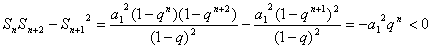 $S_n S_{n+2} - S_{n+1}^2 = \frac{a_1^2(1-q^n)(1-q^{n+2})}{(1-q)^2} - \frac{a_1^2(1-q^{n+1})^2}{(1-q)^2} = -a_1^2 q^n < 0$